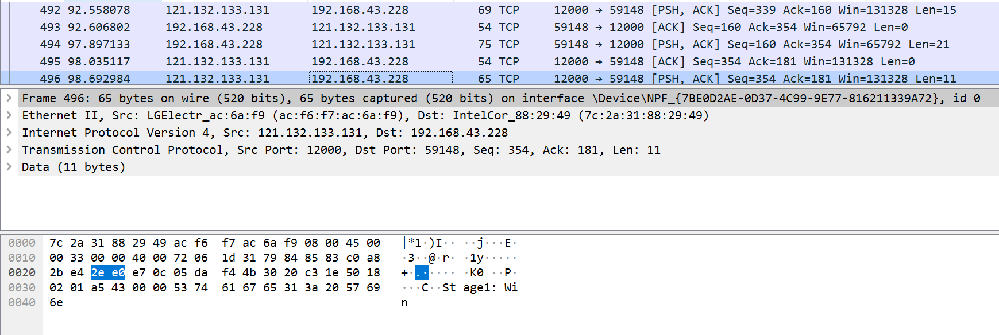 492 92.558078 121.132.133.131 192.168.43.228 69 TCP 12000 → 59148 [PSH, ACK] Seq=339 Ack=160 Win=131328 Len=15
493 92.606802 192.168.43.228 121.132.133.131 54 TCP 59148 → 12000 [ACK] Seq=160 Ack=354 Win=65792 Len=0
494 97.897133 192.168.43.228 121.132.133.131 75 TCP 59148 → 12000 [PSH, ACK] Seq=160 Ack=354 Win=65792 Len=21
495 98.035117 121.132.133.131 192.168.43.228 54 TCP 12000 → 59148 [ACK] Seq=354 Ack=181 Win=131328 Len=0
496 98.692984 121.132.133.131 192.168.43.228 65 TCP 12000 → 59148 [PSH, ACK] Seq=354 Ack=181 Win=131328 Len=11
Frame 496: 65 bytes on wire (520 bits), 65 bytes captured (520 bits) on interface \Device\NPF_{7BE0D2AE-0D37-4C99-9E77-816211339A72}, id 0
Ethernet II, Src: LGElectr_ac:6a:f9 (ac:f6:f7:ac:6a:f9), Dst: IntelCor_88:29:49 (7c:2a:31:88:29:49)
Internet Protocol Version 4, Src: 121.132.133.131, Dst: 192.168.43.228
Transmission Control Protocol, Src Port: 12000, Dst Port: 59148, Seq: 354, Ack: 181, Len: 11
Data (11 bytes)
0000 7c 2a 31 88 29 49 ac f6 f7 ac 6a f9 08 00 45 00 |*1·)I·· ··j···E·
0010 00 33 00 00 40 00 72 06 1d 31 79 84 85 83 c0 a8 ·3··@·r· ·1y·····
0020 2b e4 2e e0 e7 0c 05 da f4 4b 30 20 c3 1e 50 18 +·.····· ·K0 ··P·
0030 02 01 a5 43 00 00 53 74 61 67 65 31 3a 20 57 69 ···C··St age1: Wi
0040 6e n